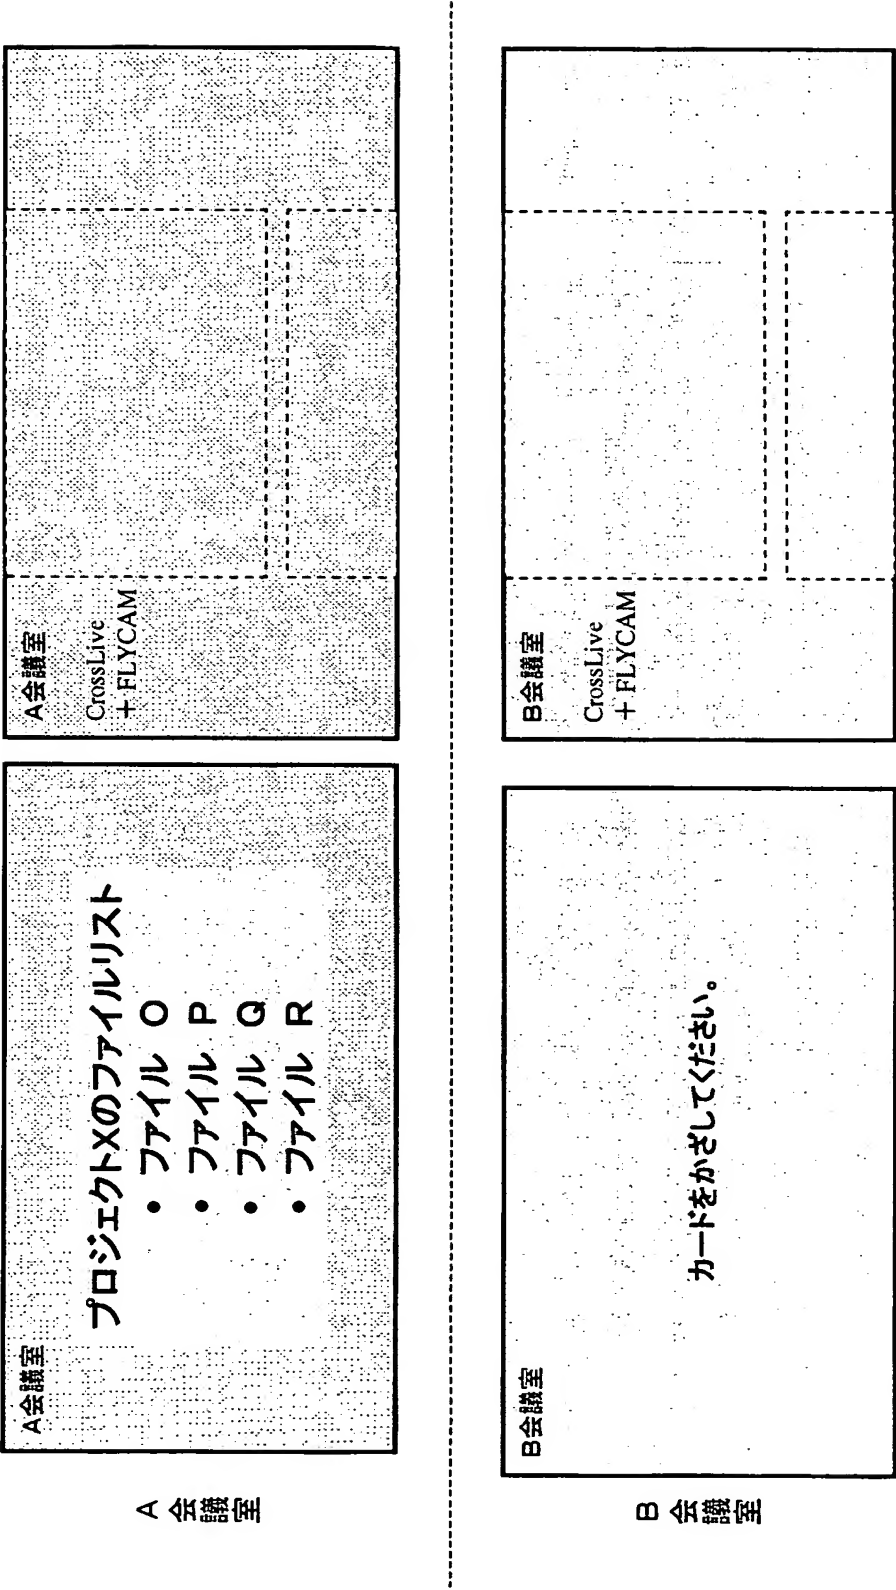 A会議室
A会議室
プロジェクトXのファイルリスト
• ファイル O
• ファイル P
• ファイル Q
• ファイル R
A会議室
CrossLive
+ FLYCAM
B会議室
B会議室
カードをかざしてください。
B会議室
CrossLive
+ FLYCAM